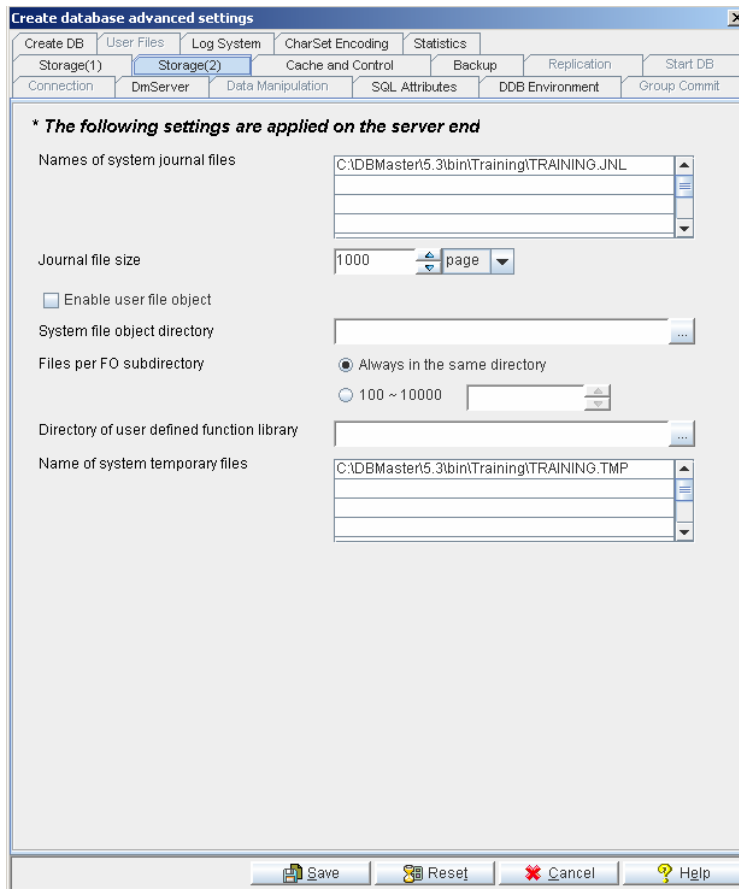 Create database advanced settings
Create DB User Files Log System CharSet Encoding Statistics
Storage(1) Storage(2) Cache and Control Backup Replication Start DB
Connection DmServer Data Manipulation SQL Attributes DDB Environment Group Commit
* The following settings are applied on the server end
Names of system journal files C:\DBMaster\5.3\bin\Training\TRAINING.JNL
Journal file size 1000 page
Enable user file object
System file object directory ...
Files per FO subdirectory Always in the same directory
100 ~ 10000
Directory of user defined function library ...
Name of system temporary files C:\DBMaster\5.3\bin\Training\TRAINING.TMP
Save Reset Cancel Help